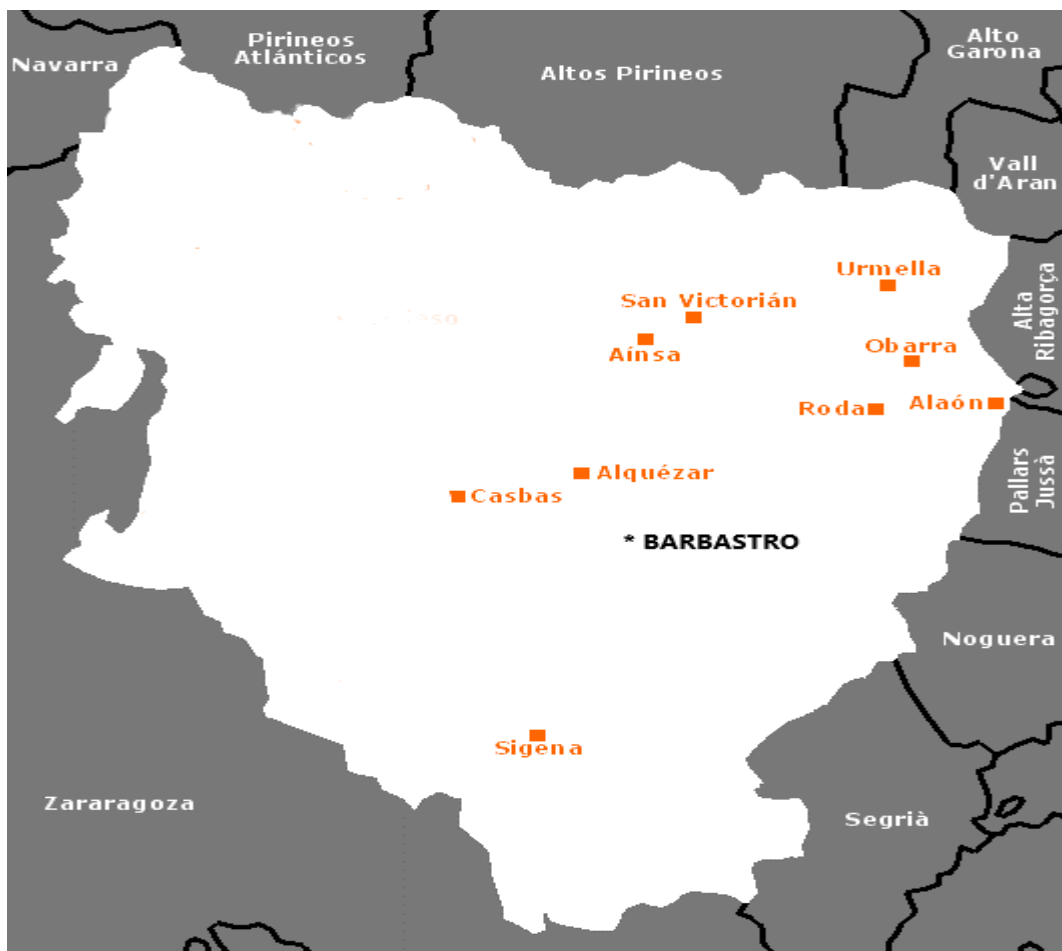 Pirineos
Atlánticos
Alto
Garona
Navarra
Altos Pirineos
Vall
d'Aran
Urmella
San Victorián
Alta
Ribagorça
Aínsa
Obarra
Roda
Alaón
Alquézar
Casbas
Pallars
Jussà
* BARBASTRO
Noguera
Sigena
Zararagoza
Segrià